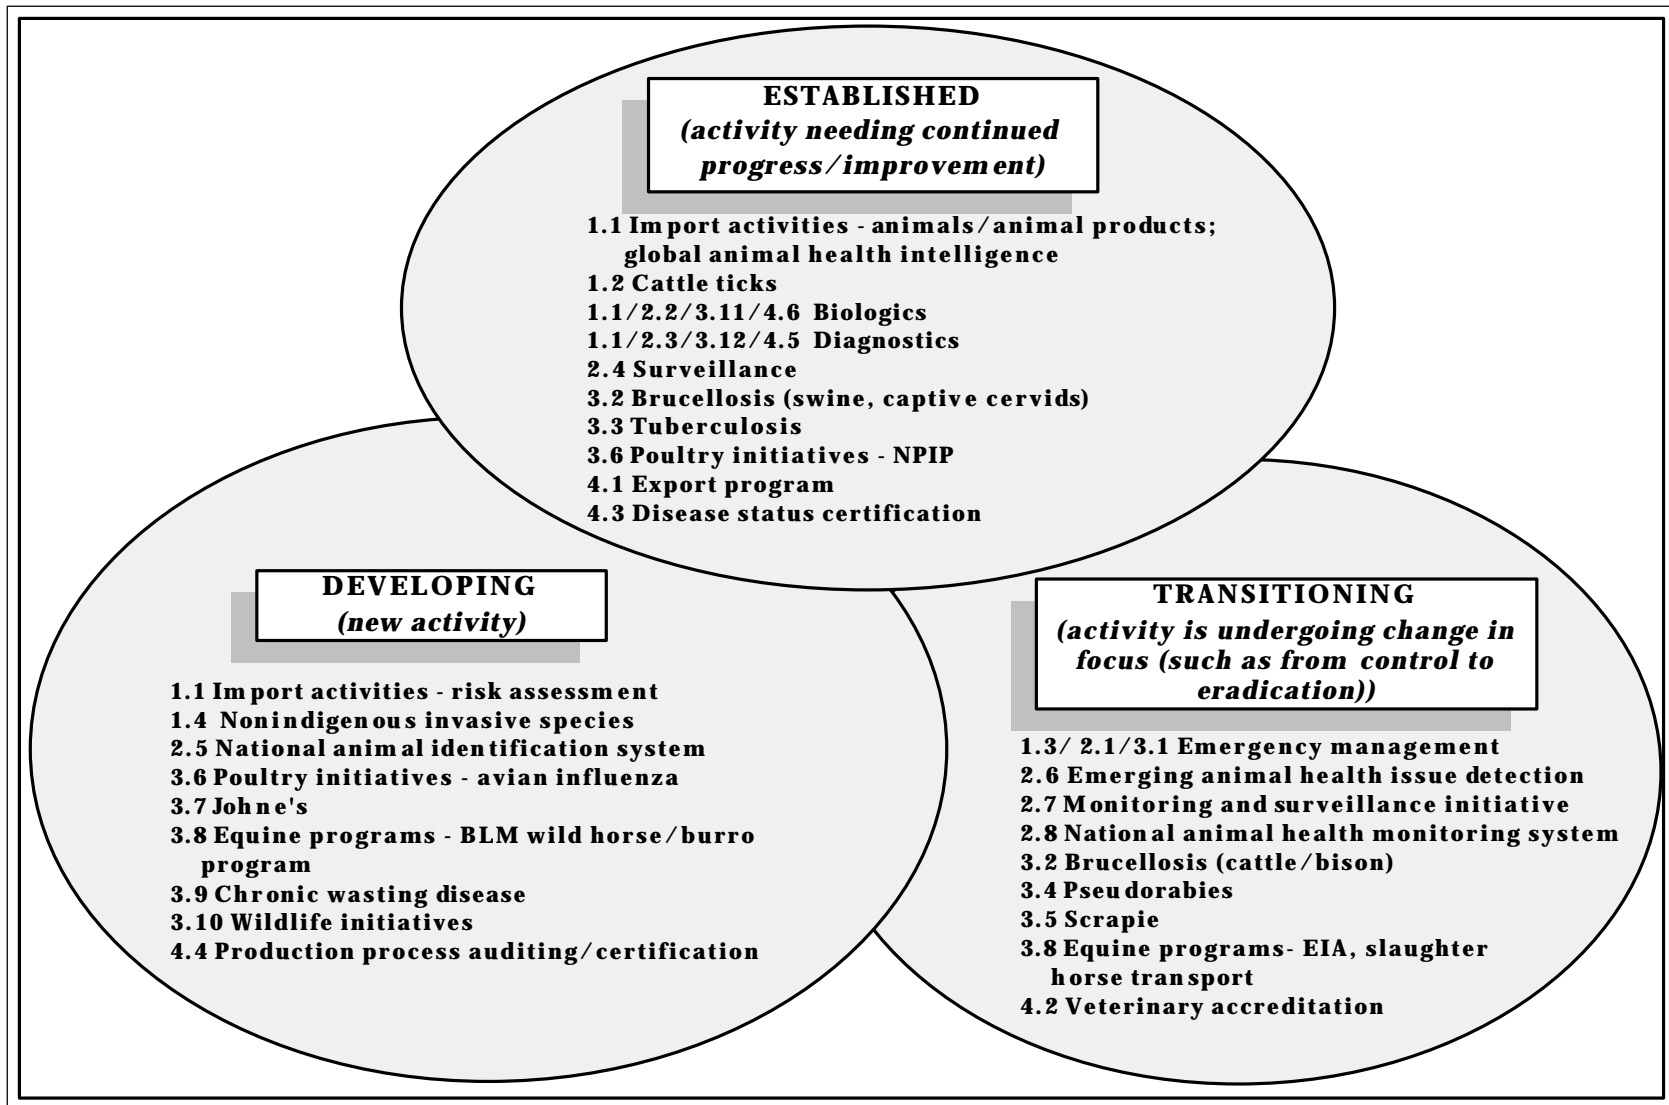 ESTABLISHED
(activity needing continued
progress/improvement)
1.1 Import activities - animals/animal products;
global animal health intelligence
1.2 Cattle ticks
1.1/2.2/3.11/4.6 Biologics
1.1/2.3/3.12/4.5 Diagnostics
2.4 Surveillance
3.2 Brucellosis (swine, captive cervids)
3.3 Tuberculosis
3.6 Poultry initiatives - NPIP
4.1 Export program
4.3 Disease status certification
DEVELOPING
(new activity)
1.1 Import activities - risk assessment
1.4 Nonindigenous invasive species
2.5 National animal identification system
3.6 Poultry initiatives - avian influenza
3.7 Johne's
3.8 Equine programs - BLM wild horse/burro
program
3.9 Chronic wasting disease
3.10 Wildlife initiatives
4.4 Production process auditing/certification
TRANSITIONING
(activity is undergoing change in
focus (such as from control to
eradication))
1.3/ 2.1/3.1 Emergency management
2.6 Emerging animal health issue detection
2.7 Monitoring and surveillance initiative
2.8 National animal health monitoring system
3.2 Brucellosis (cattle/bison)
3.4 Pseudorabies
3.5 Scrapie
3.8 Equine programs- EIA, slaughter
horse transport
4.2 Veterinary accreditation